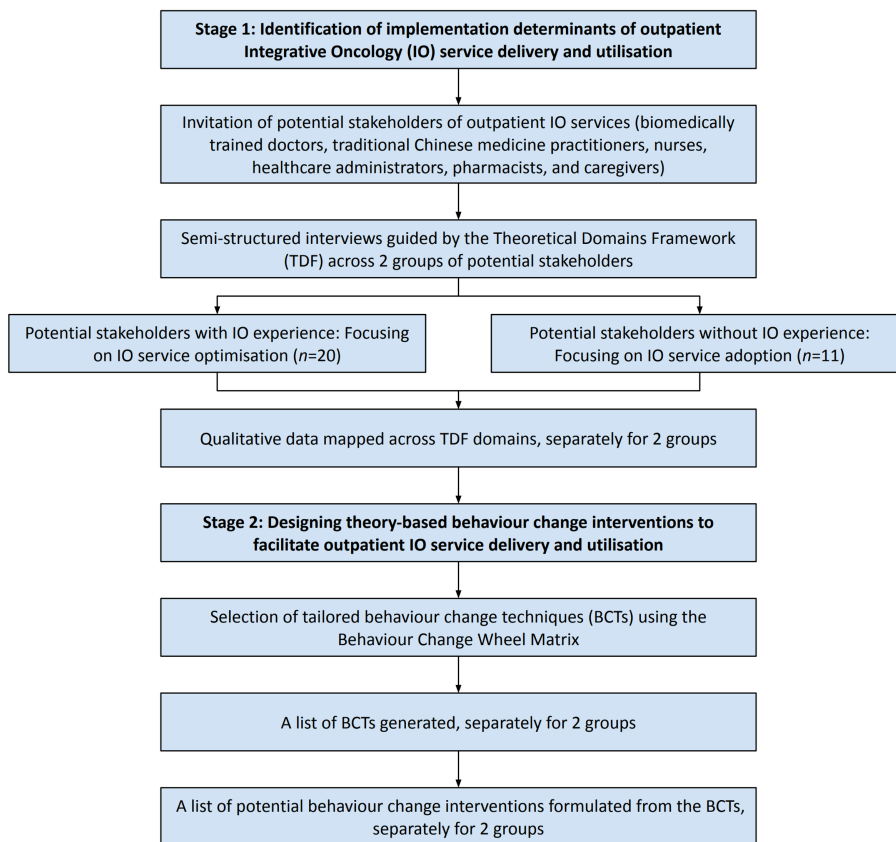 Stage 1: Identification of implementation determinants of outpatient
Integrative Oncology (IO) service delivery and utilisation
Invitation of potential stakeholders of outpatient IO services (biomedically
trained doctors, traditional Chinese medicine practitioners, nurses,
healthcare administrators, pharmacists, and caregivers)
Semi-structured interviews guided by the Theoretical Domains Framework
(TDF) across 2 groups of potential stakeholders
Potential stakeholders with IO experience: Focusing
on IO service optimisation (n=20)
Potential stakeholders without IO experience:
Focusing on IO service adoption (n=11)
Qualitative data mapped across TDF domains, separately for 2 groups
Stage 2: Designing theory-based behaviour change interventions to
facilitate outpatient IO service delivery and utilisation
Selection of tailored behaviour change techniques (BCTs) using the
Behaviour Change Wheel Matrix
A list of BCTs generated, separately for 2 groups
A list of potential behaviour change interventions formulated from the BCTs,
separately for 2 groups